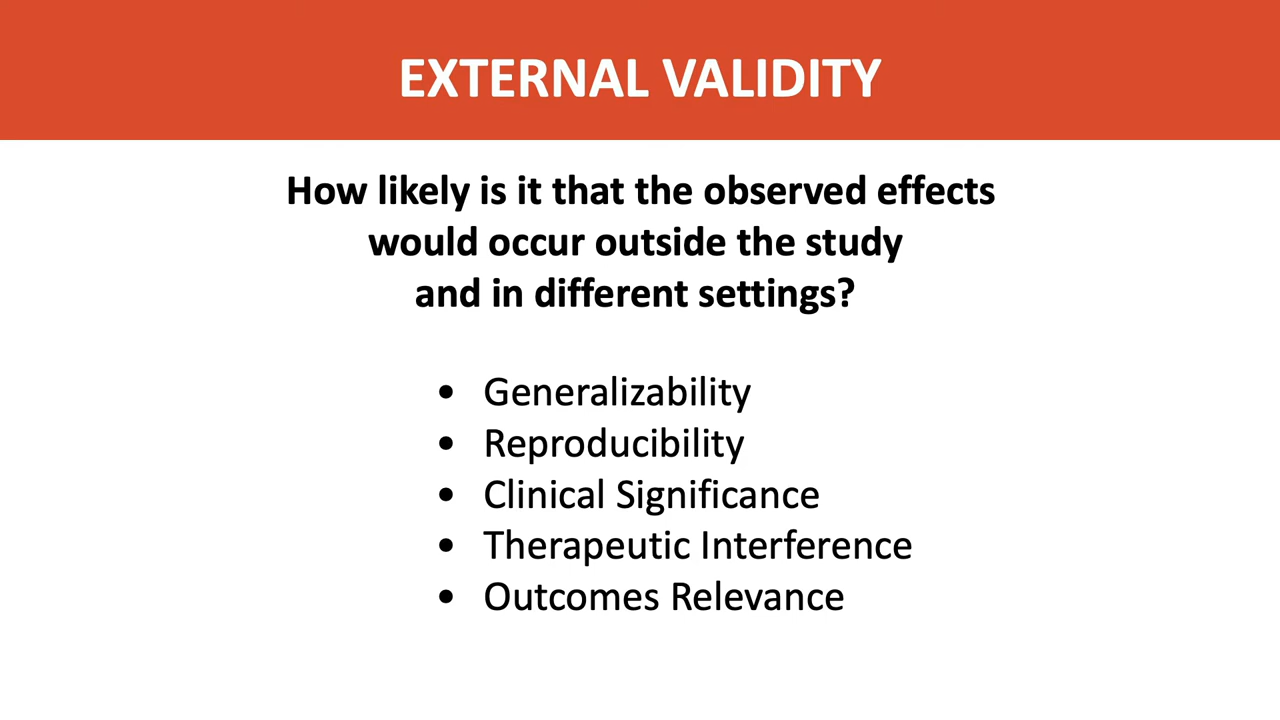 EXTERNAL VALIDITY
How likely is it that the observed effects
would occur outside the study
and in different settings?
• Generalizability
• Reproducibility
• Clinical Significance
• Therapeutic Interference
• Outcomes Relevance